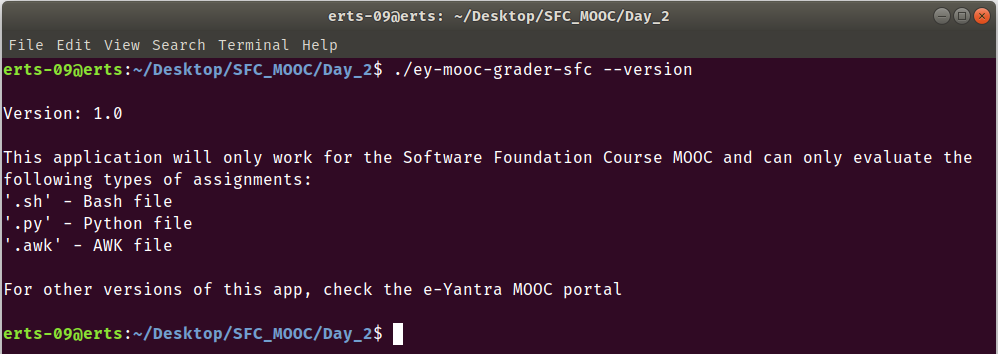 erts-09@erts: ~/Desktop/SFC_MOOC/Day_2
File Edit View Search Terminal Help
erts-09@erts:~/Desktop/SFC_MOOC/Day_2$ ./ey-mooc-grader-sfc --version
Version: 1.0
This application will only work for the Software Foundation Course MOOC and can only evaluate the
following types of assignments:
'.sh' - Bash file
'.py' - Python file
'.awk' - AWK file
For other versions of this app, check the e-Yantra MOOC portal
erts-09@erts:~/Desktop/SFC_MOOC/Day_2$